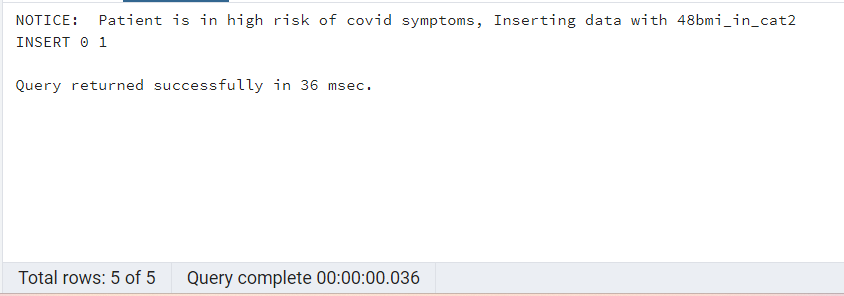 NOTICE:  Patient is in high risk of covid symptoms, Inserting data with 48bmi_in_cat2
INSERT 0 1
Query returned successfully in 36 msec.
Total rows: 5 of 5 Query complete 00:00:00.036